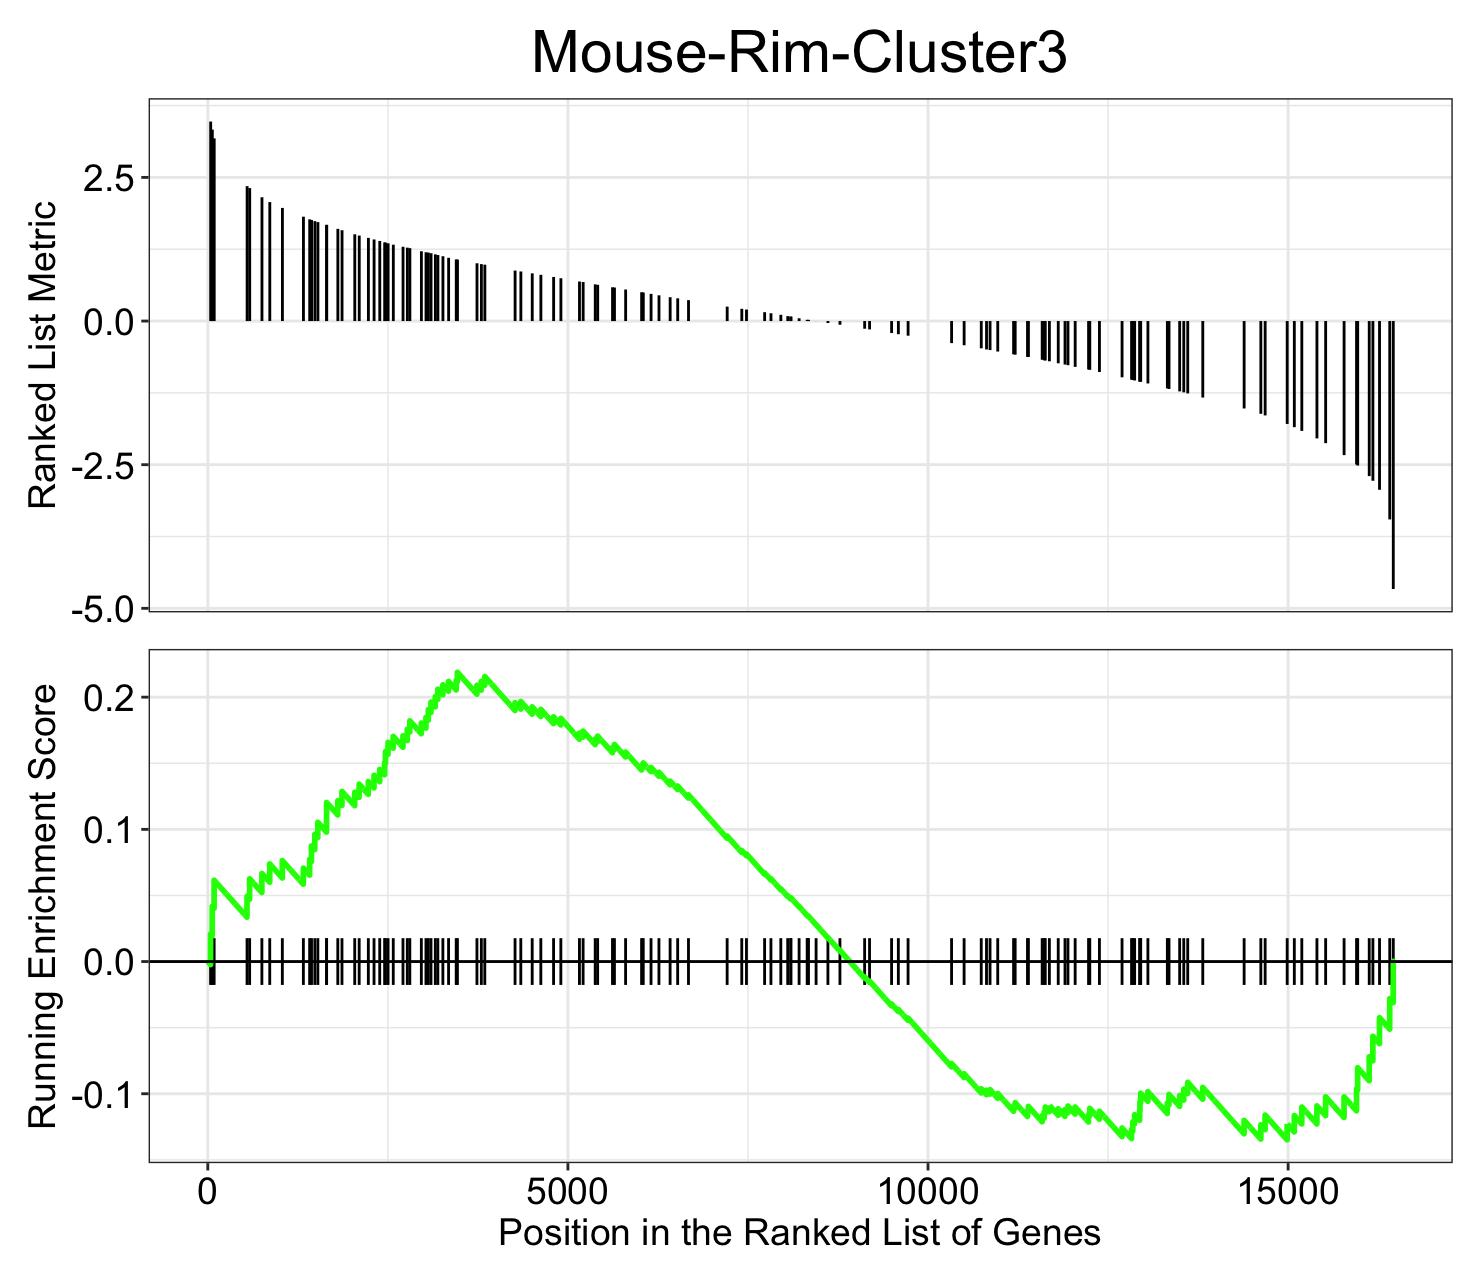 Mouse-Rim-Cluster3
Ranked List Metric
2.5
0.0
-2.5
-5.0
Running Enrichment Score
0.2
0.1
0.0
-0.1
0 5000 10000 15000
Position in the Ranked List of Genes